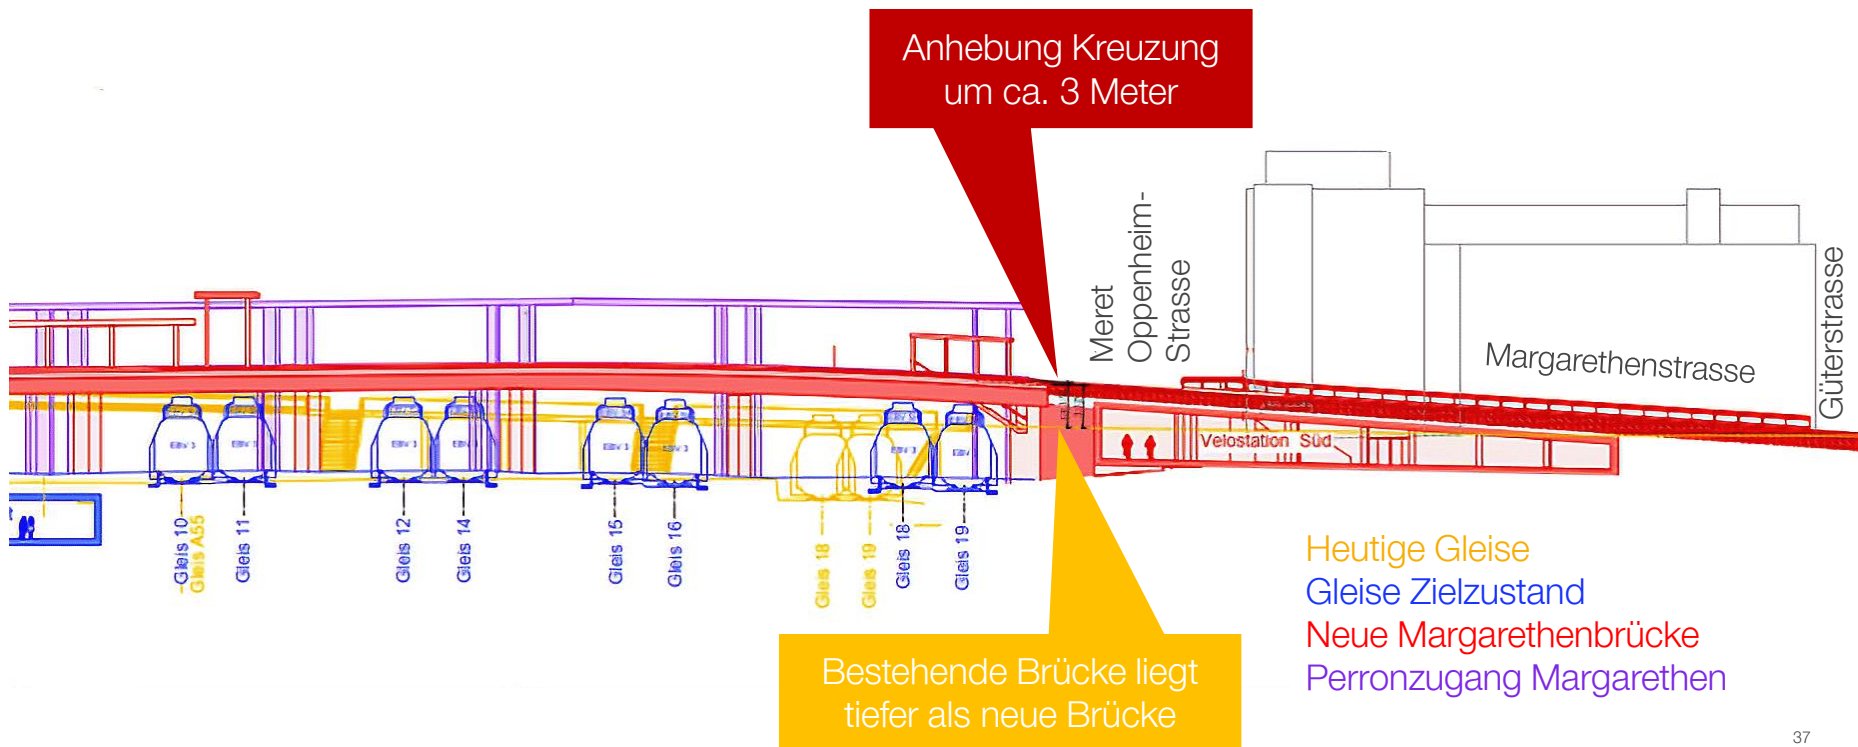 Anhebung Kreuzung
um ca. 3 Meter
Meret
Oppenheim-
Strasse
Margarethenstrasse
Güterstrasse
Velostation Süd
Gleis 10
Gleis A55
Gleis 11
Gleis 12
Gleis 14
Gleis 15
Gleis 16
Gleis 18
Gleis 19
Gleis 18
Gleis 19
Heutige Gleise
Gleise Zielzustand
Neue Margarethenbrücke
Perronzugang Margarethen
Bestehende Brücke liegt
tiefer als neue Brücke
37